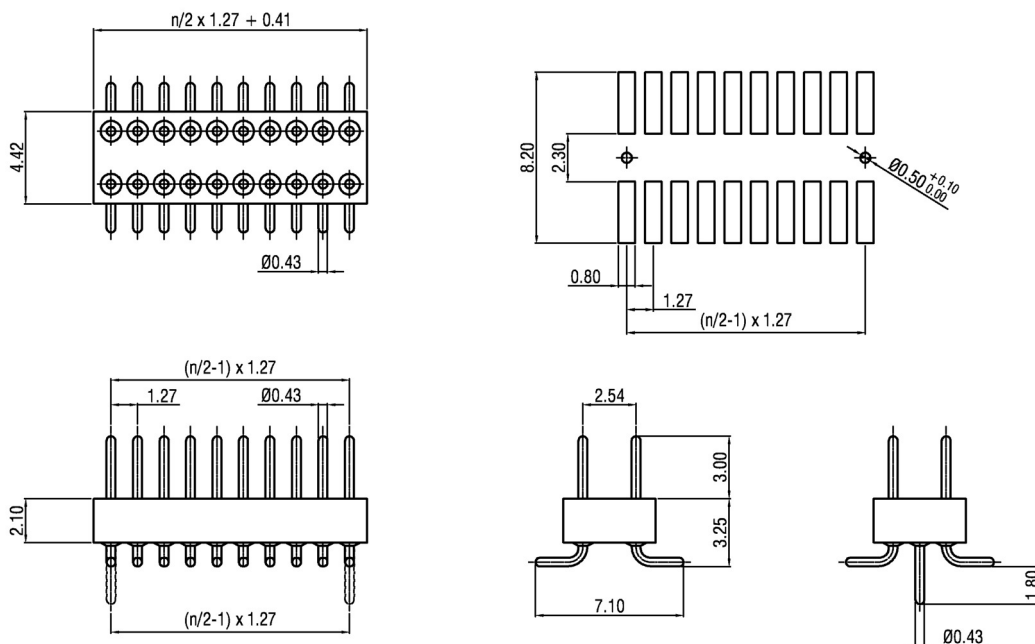 n/2 x 1.27 + 0.41
4.42
Ø0.43
8.20
2.30
Ø0.50 +0.10
0.00
0.80
1.27
(n/2-1) x 1.27
(n/2-1) x 1.27
1.27
Ø0.43
2.10
(n/2-1) x 1.27
2.54
3.00
3.25
7.10
1.80
Ø0.43